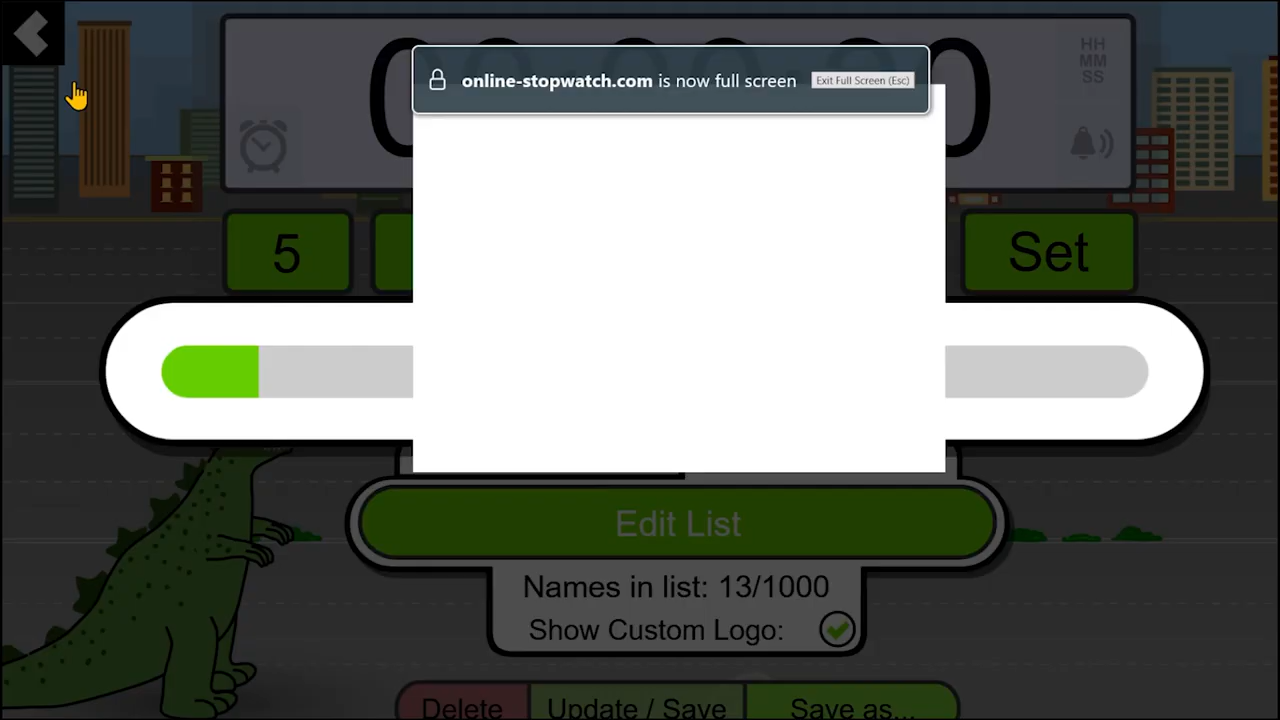 HH
MM
SS
online-stopwatch.com is now full screen
Exit Full Screen (Esc)
5
Set
Edit List
Names in list: 13/1000
Show Custom Logo:
Delete
Update / Save
Save as...